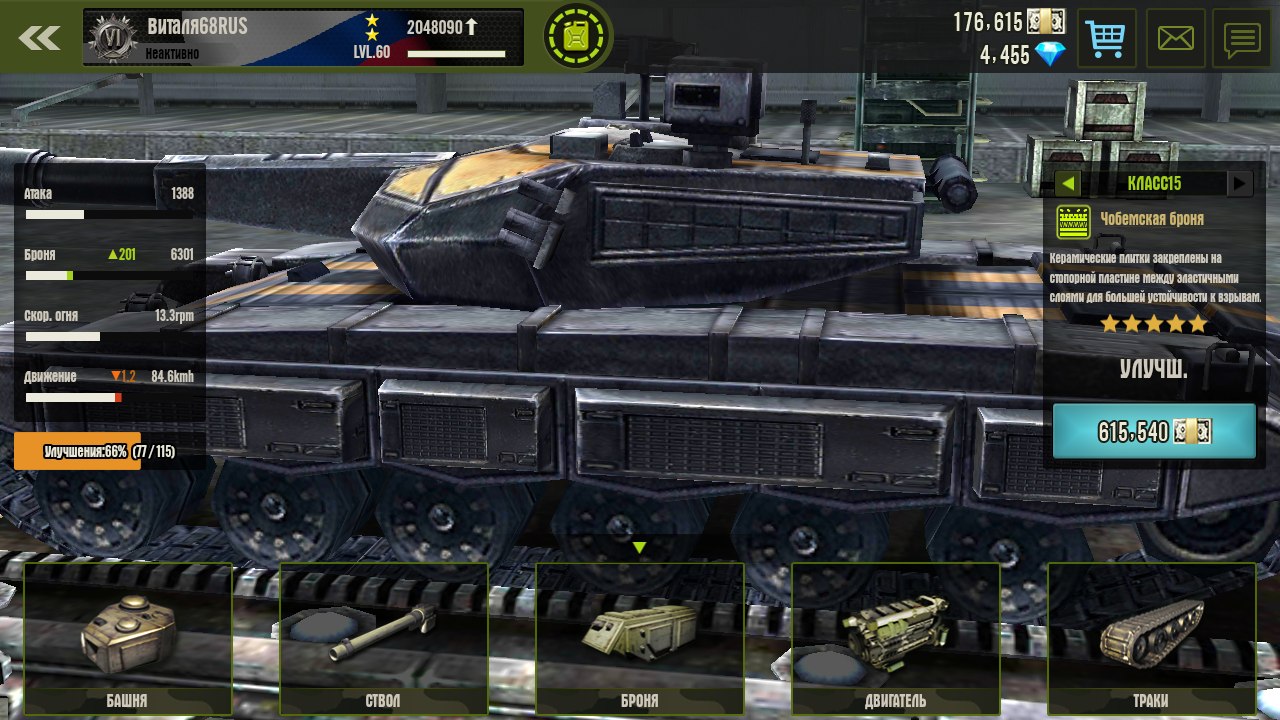 VI
Виталя68RUS
Неактивно
LVL.60
2048090
176,615
4,455
Атака 1388
Броня ▲201 6301
Скор. огня 13.3rpm
Движение ▼1.2 84.6kmh
Улучшения:66% (77 / 115)
КЛАСС15
Чобемская броня
Керамические плитки закреплены на
стопорной пластине между эластичными
слоями для большей устойчивости к взрывам.
УЛУЧШ.
615,540
БАШНЯ
СТВОЛ
БРОНЯ
ДВИГАТЕЛЬ
ТРАКИ